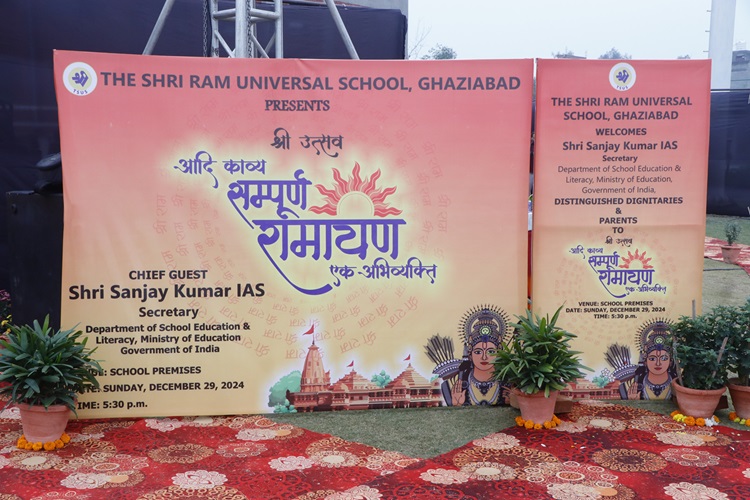 THE SHRI RAM UNIVERSAL SCHOOL, GHAZIABAD
PRESENTS
श्री उत्सव
आदि काव्य
सम्पूर्ण
रामायण
एक-अभिव्यक्ति
CHIEF GUEST
Shri Sanjay Kumar IAS
Secretary
Department of School Education &
Literacy, Ministry of Education
Government of India
VENUE: SCHOOL PREMISES
DATE: SUNDAY, DECEMBER 29, 2024
TIME: 5:30 p.m.
TSUS
THE SHRI RAM UNIVERSAL
SCHOOL, GHAZIABAD
WELCOMES
Shri Sanjay Kumar IAS
Secretary
Department of School Education &
Literacy, Ministry of Education,
Government of India,
DISTINGUISHED DIGNITARIES
&
PARENTS
TO
श्री उत्सव
आदि काव्य
सम्पूर्ण
रामायण
एक-अभिव्यक्ति
VENUE: SCHOOL PREMISES
DATE: SUNDAY, DECEMBER 29, 2024
TIME: 5:30 p.m.